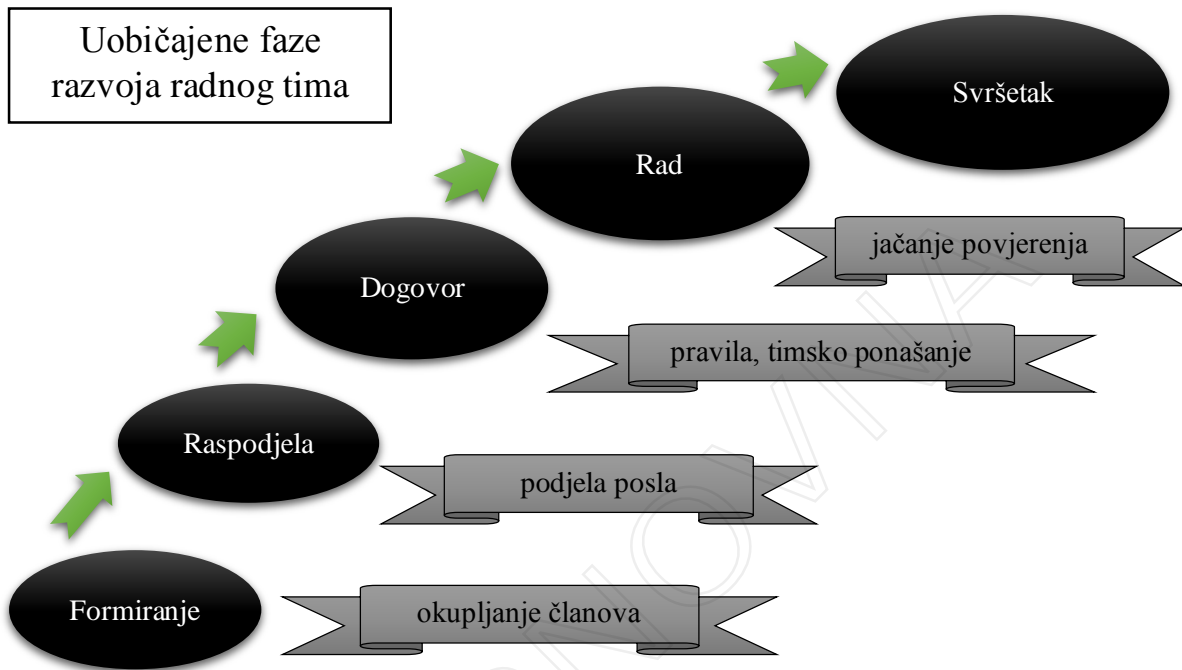 Uobičajene faze
razvoja radnog tima
Svršetak
Rad
jačanje povjerenja
Dogovor
pravila, timsko ponašanje
Raspodjela
podjela posla
Formiranje
okupljanje članova